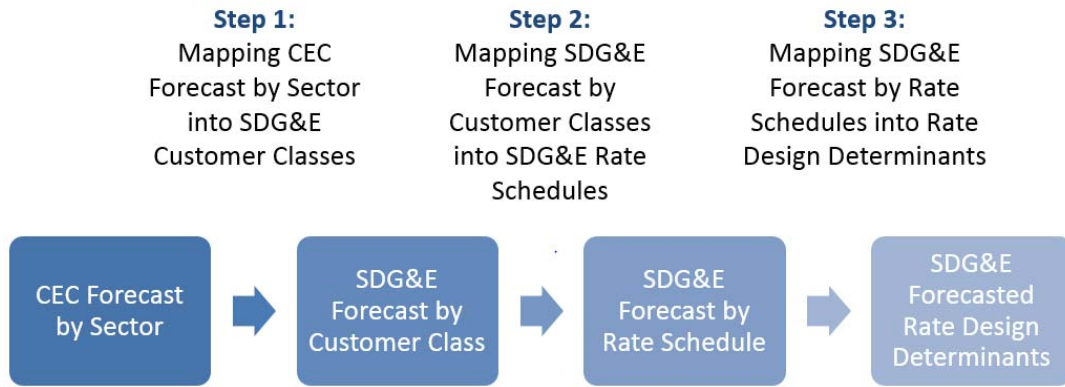 Step 1:
Mapping CEC
Forecast by Sector
into SDG&E
Customer Classes
Step 2:
Mapping SDG&E
Forecast by
Customer Classes
into SDG&E Rate
Schedules
Step 3:
Mapping SDG&E
Forecast by Rate
Schedules into Rate
Design Determinants
CEC Forecast
by Sector
SDG&E
Forecast by
Customer Class
SDG&E
Forecast by
Rate Schedule
SDG&E
Forecasted
Rate Design
Determinants